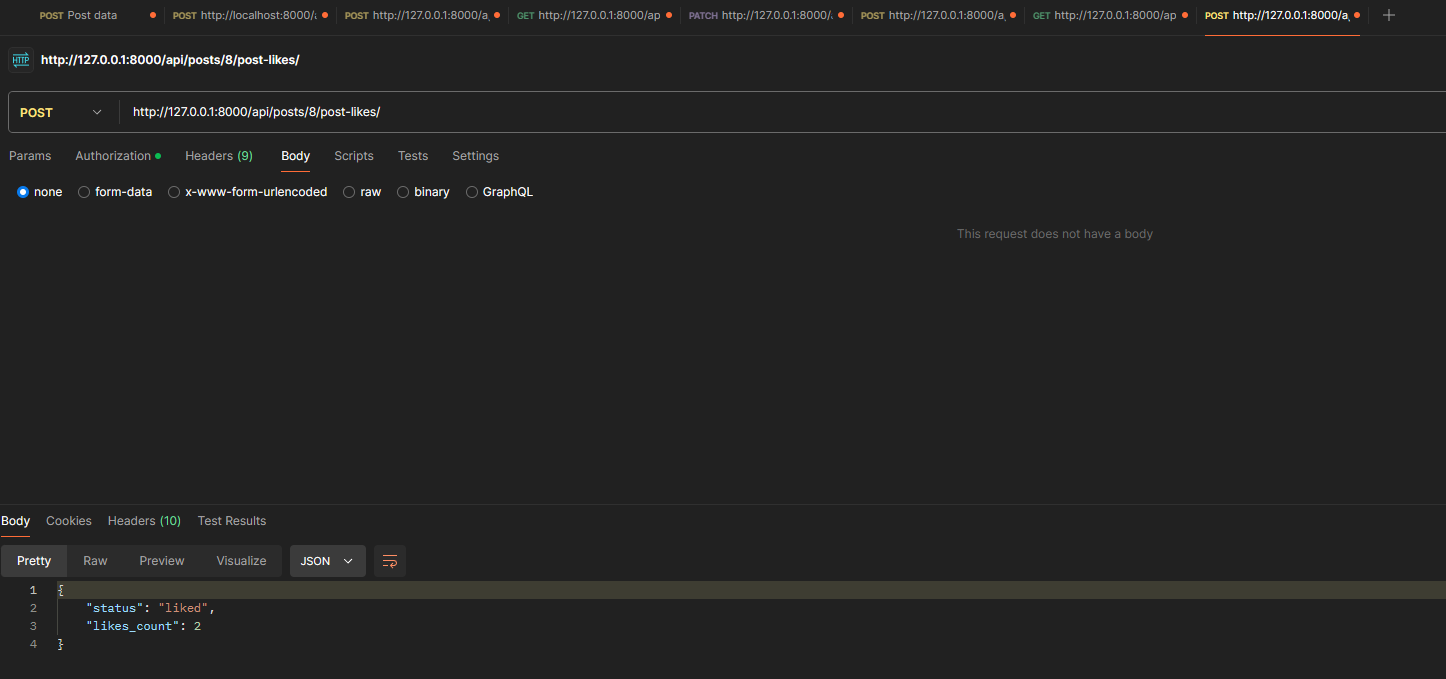 POST Post data POST http://localhost:8000/a POST http://127.0.0.1:8000/a GET http://127.0.0.1:8000/ap PATCH http://127.0.0.1:8000/ POST http://127.0.0.1:8000/a GET http://127.0.0.1:8000/ap POST http://127.0.0.1:8000/a +
HTTP http://127.0.0.1:8000/api/posts/8/post-likes/
POST http://127.0.0.1:8000/api/posts/8/post-likes/
Params Authorization Headers (9) Body Scripts Tests Settings
none form-data x-www-form-urlencoded raw binary GraphQL
This request does not have a body
Body Cookies Headers (10) Test Results
Pretty Raw Preview Visualize JSON
1 {
2 "status": "liked",
3 "likes_count": 2
4 }